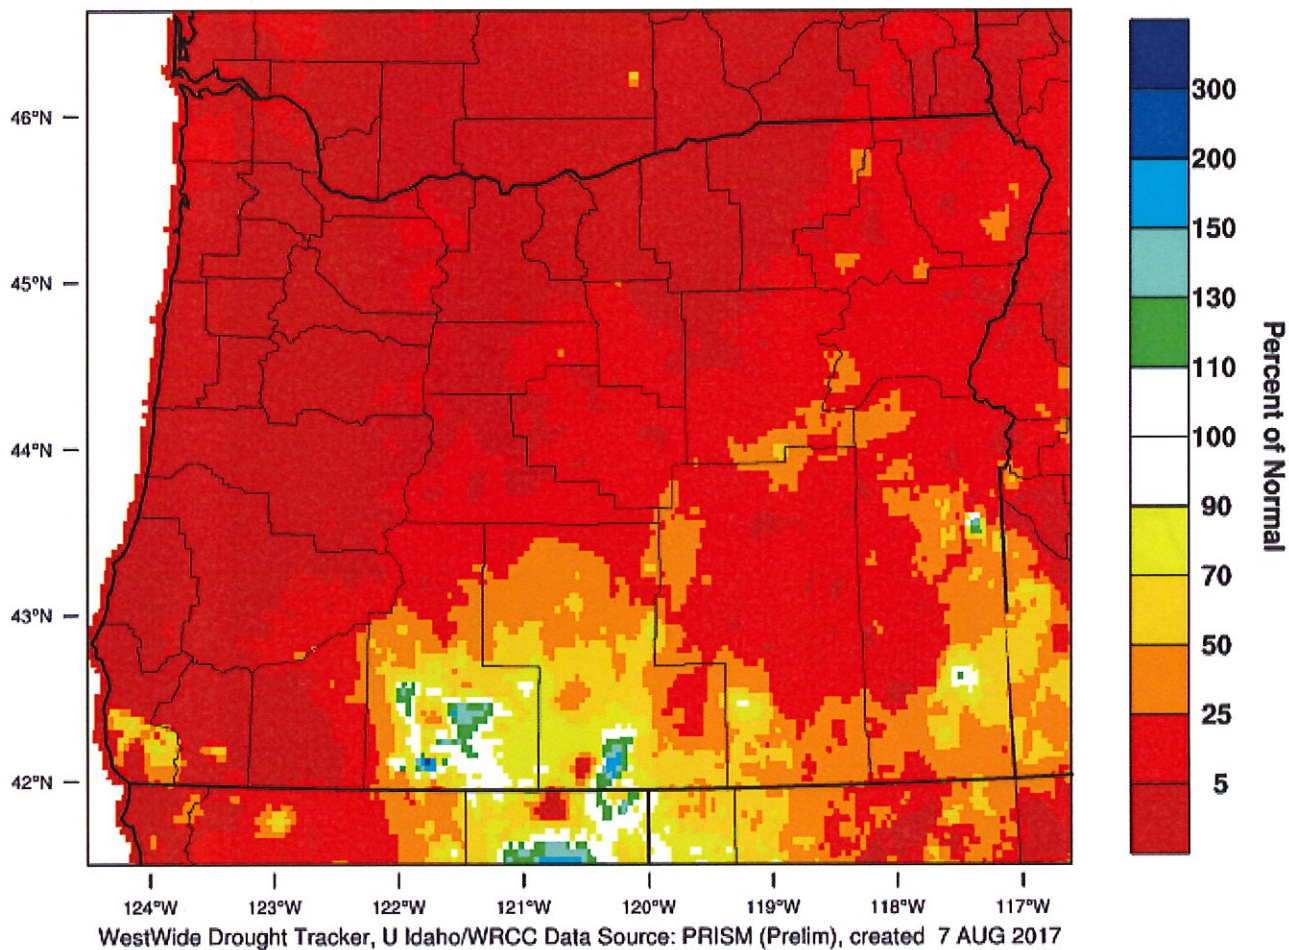 46°N
45°N
44°N
43°N
42°N
124°W 123°W 122°W 121°W 120°W 119°W 118°W 117°W
300
200
150
130
110
100
90
70
50
25
5
Percent of Normal
WestWide Drought Tracker, U Idaho/WRCC Data Source: PRISM (Prelim), created 7 AUG 2017